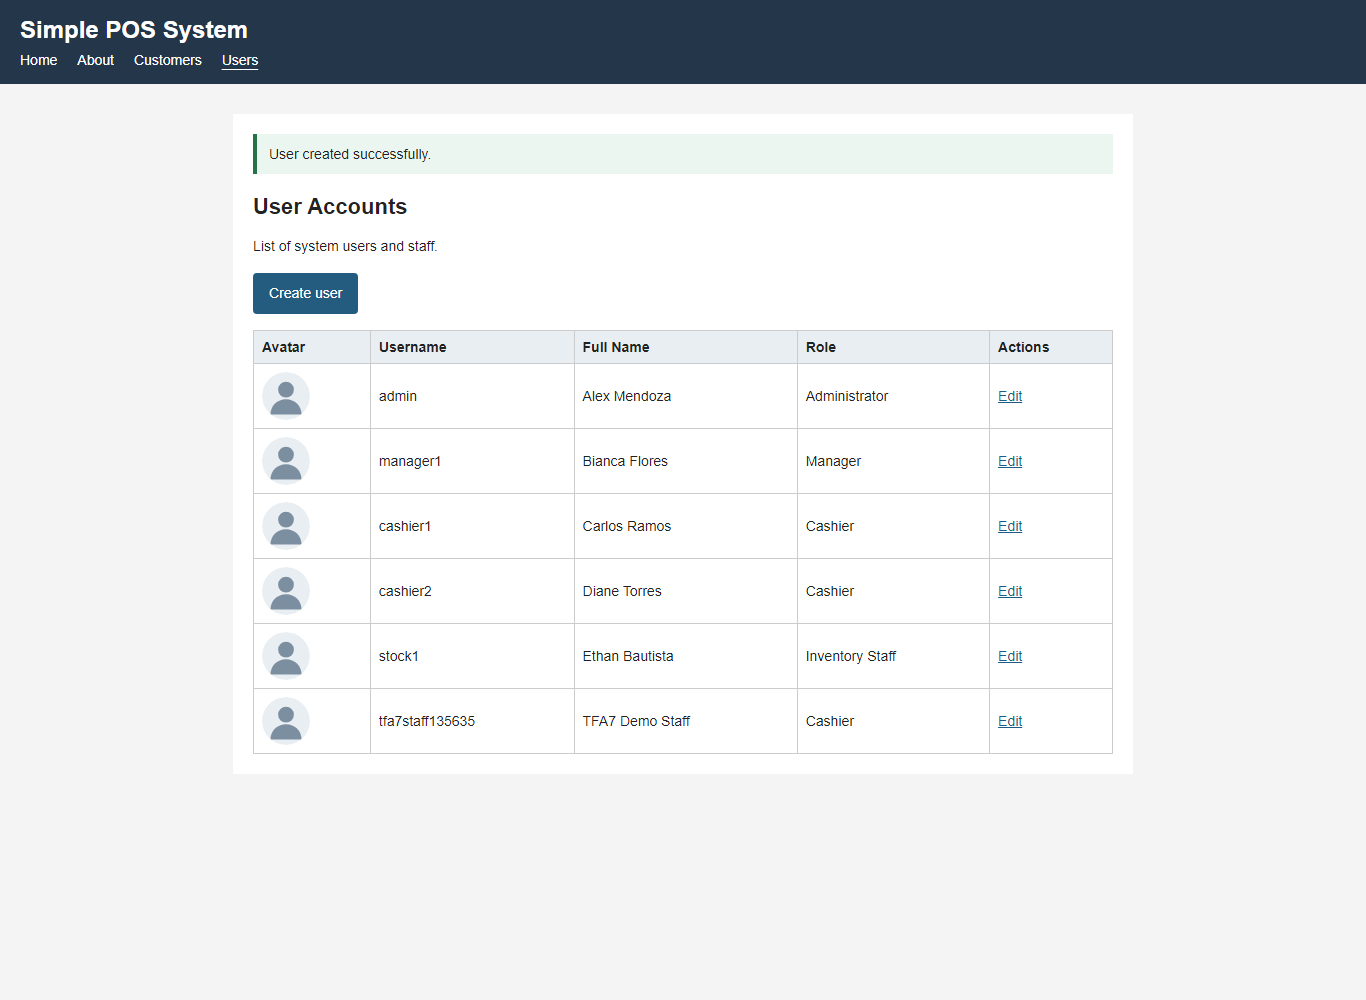 Simple POS System
Home About Customers Users
User created successfully.
User Accounts
List of system users and staff.
Create user
Avatar Username Full Name Role Actions
admin Alex Mendoza Administrator Edit
manager1 Bianca Flores Manager Edit
cashier1 Carlos Ramos Cashier Edit
cashier2 Diane Torres Cashier Edit
stock1 Ethan Bautista Inventory Staff Edit
tfa7staff135635 TFA7 Demo Staff Cashier Edit